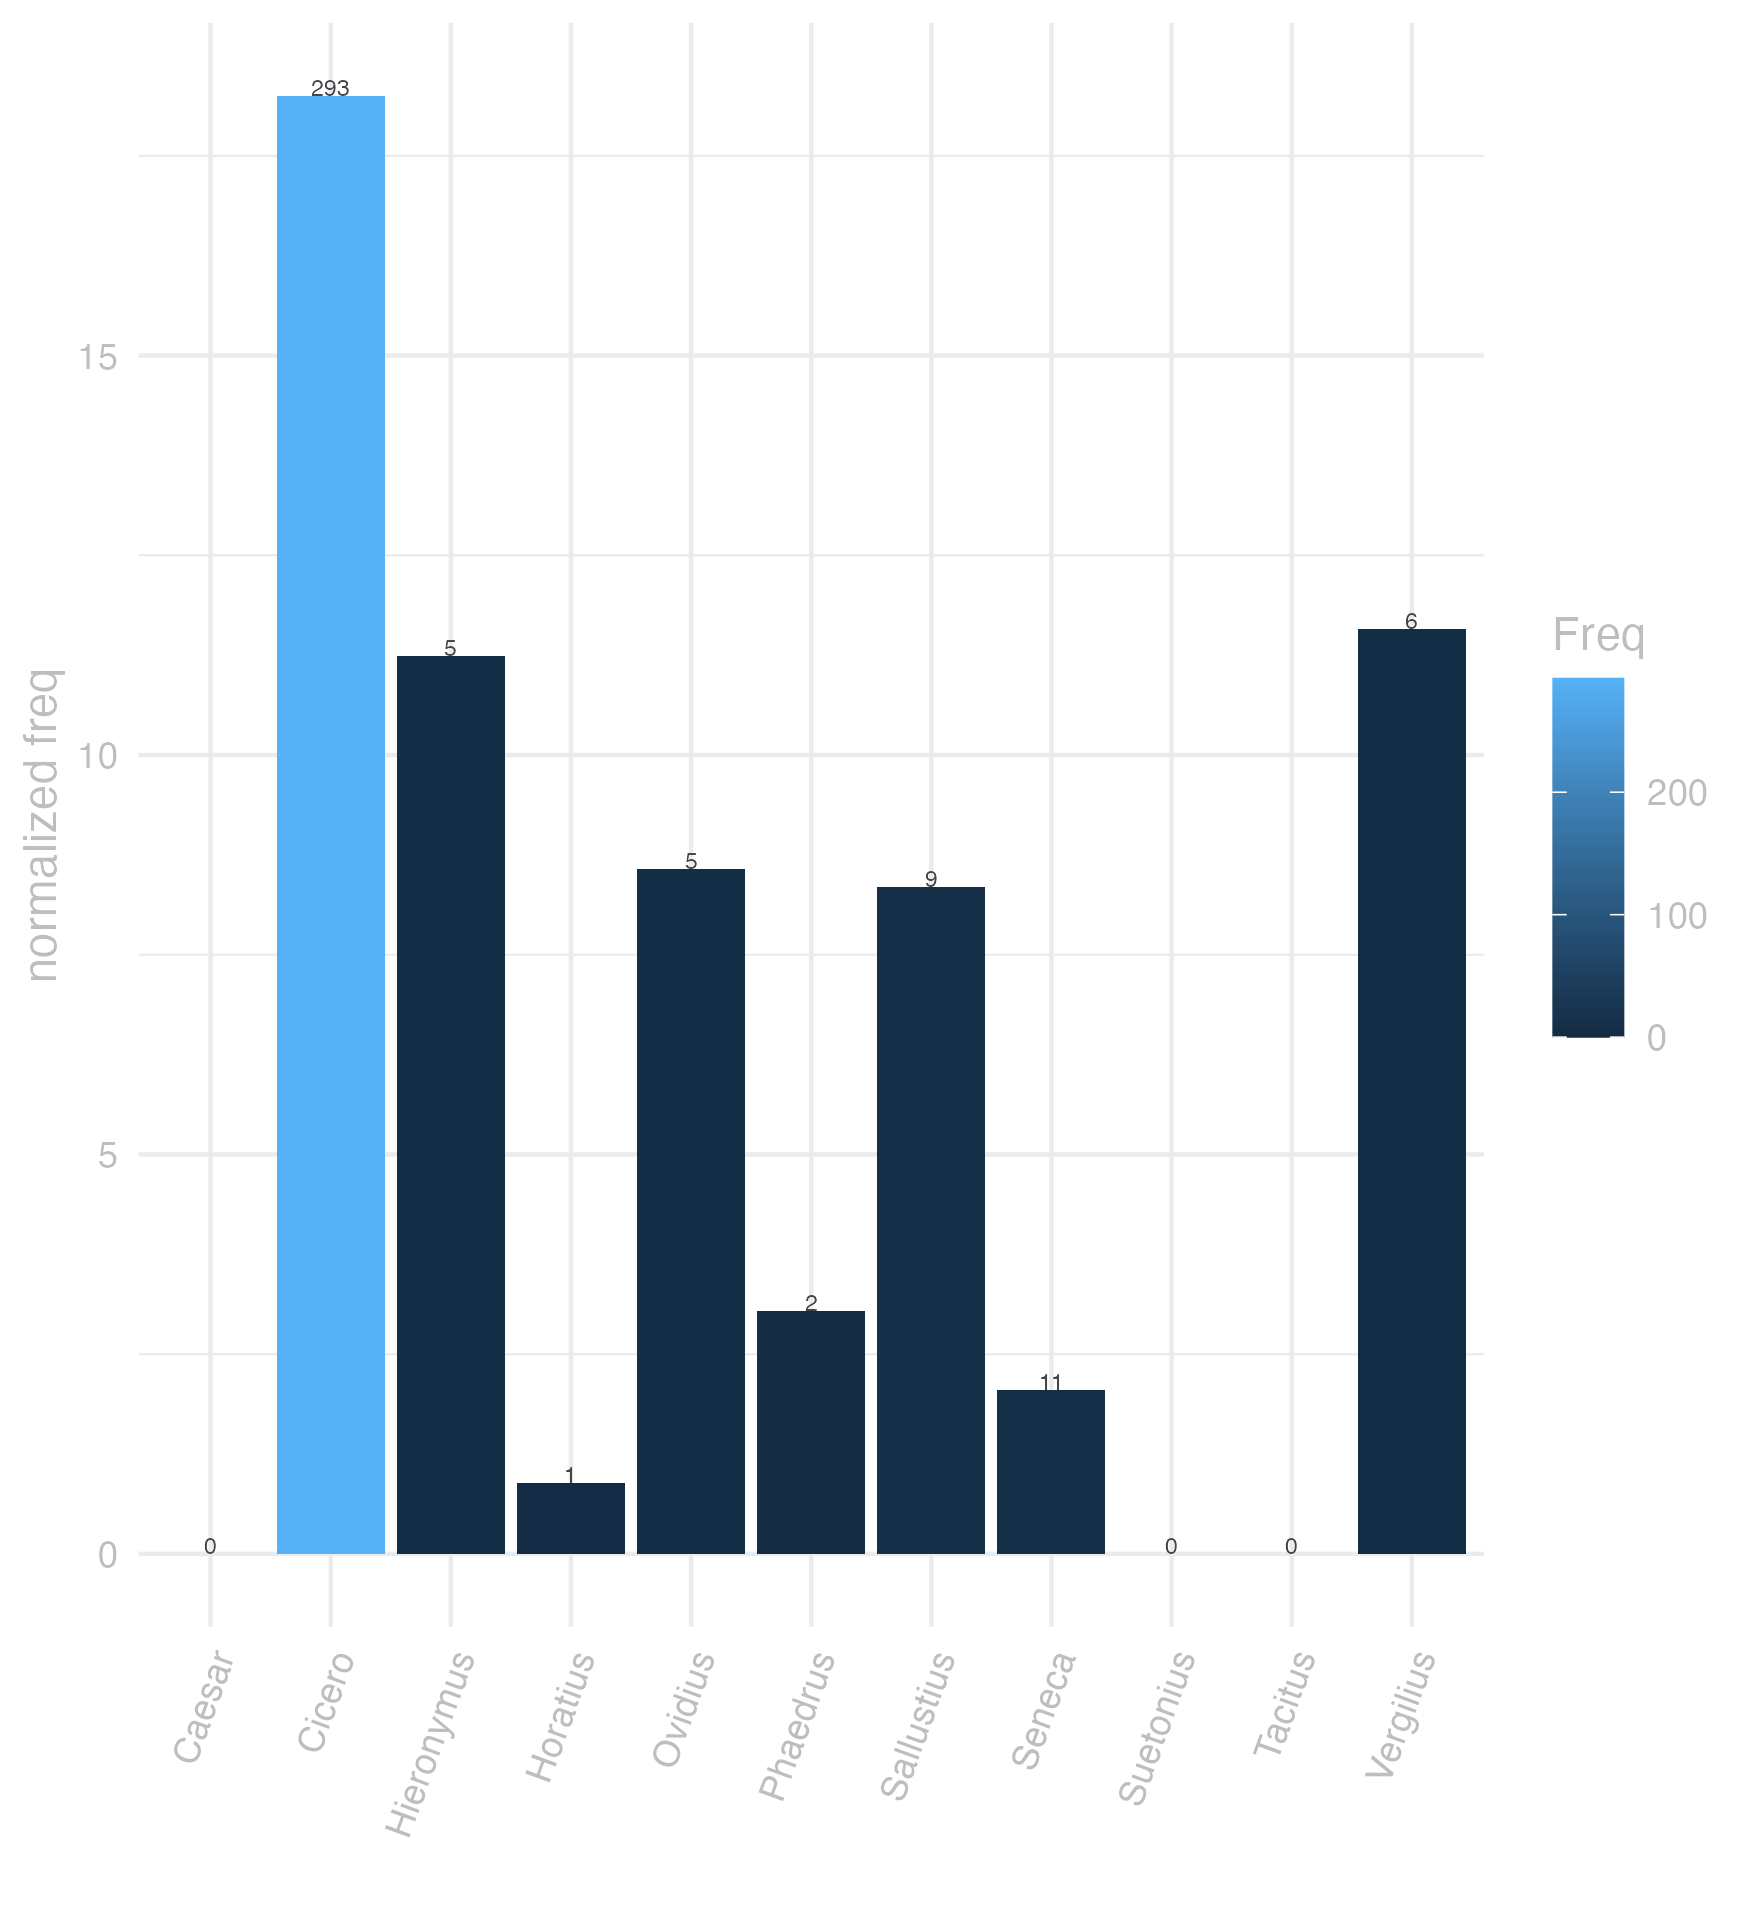 293
15
6
5
Freq
normalized freq
10
200
5
9
100
0
5
2
11
1
0
0
0
0
Caesar
Cicero
Hieronymus
Horatius
Ovidius
Phaedrus
Sallustius
Seneca
Suetonius
Tacitus
Vergilius